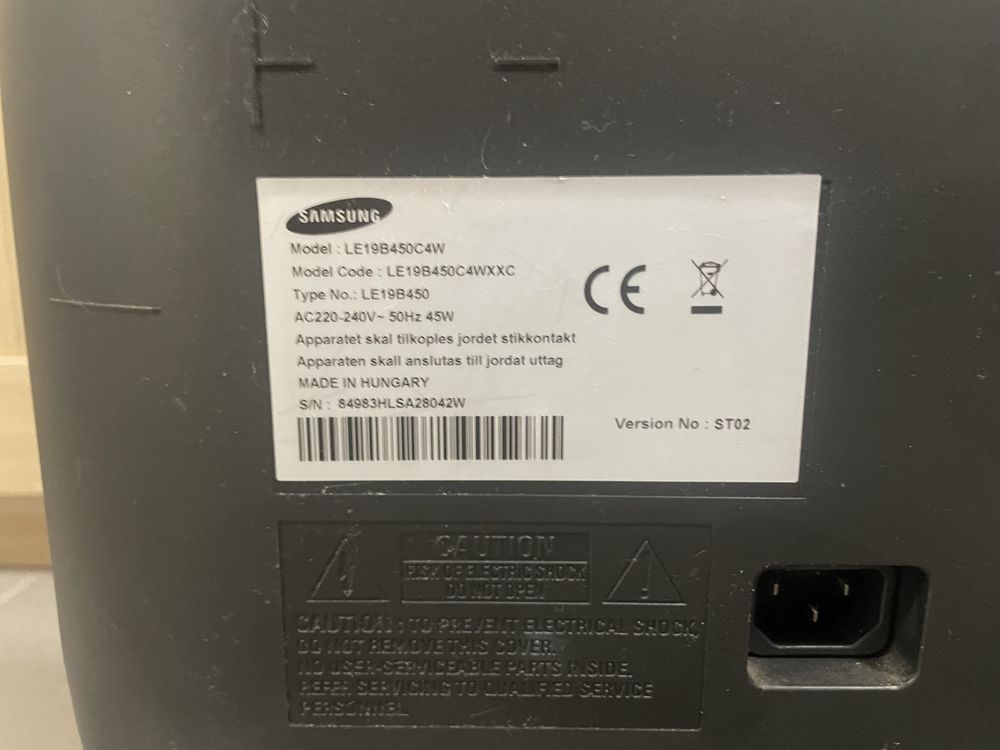 SAMSUNG
Model : LE19B450C4W
Model Code : LE19B450C4WXXC
Type No.: LE19B450
AC220-240V~ 50Hz 45W
Apparatet skal tilkoples jordet stikkontakt
Apparaten skall anslutas till jordat uttag
MADE IN HUNGARY
S/N : 84983HLSA28042W
CE
Version No : ST02
CAUTION
RISK OF ELECTRIC SHOCK
DO NOT OPEN
CAUTION : TO PREVENT ELECTRICAL SHOCK,
DO NOT REMOVE THIS COVER.
NO USER-SERVICEABLE PARTS INSIDE.
REFER SERVICING TO QUALIFIED SERVICE
PERSONNEL